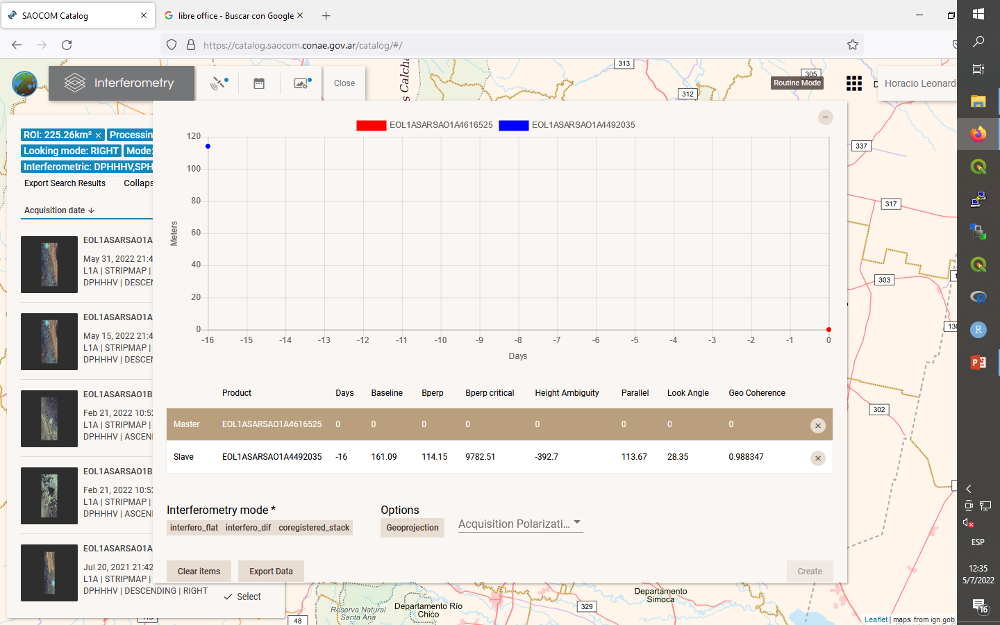 SAOCOM Catalog
libre office - Buscar con Google
https://catalog.saocom.conae.gov.ar/catalog/#/
Interferometry
Close
Routine Mode
Horacio Leonard
s Calcha
313
305
312
337
317
303
302
329
48
ROI: 225.26km² × Processin
Looking mode: RIGHT Mode:
Interferometric: DPHHHV,SPH
Export Search Results Collaps
Acquisition date
EOL1ASARSAO1A
May 31, 2022 21:4
L1A | STRIPMAP |
DPHHHV | DESCEN
EOL1ASARSAO1A
May 15, 2022 21:4
L1A | STRIPMAP |
DPHHHV | DESCEN
EOL1ASARSAO1B
Feb 21, 2022 10:52
L1A | STRIPMAP |
DPHHHV | ASCEN
EOL1ASARSAO1B
Feb 21, 2022 10:52
L1A | STRIPMAP |
DPHHHV | ASCEN
EOL1ASARSAO1A
Jul 20, 2021 21:42
L1A | STRIPMAP |
DPHHHV | DESCENDING | RIGHT
Select
EOL1ASARSAO1A4616525 EOL1ASARSAO1A4492035
120
100
80
60
40
20
0
Meters
-16 -15 -14 -13 -12 -11 -10 -9 -8 -7 -6 -5 -4 -3 -2 -1 0
Days
Product Days Baseline Bperp Bperp critical Height Ambiguity Parallel Look Angle Geo Coherence
Master EOL1ASARSAO1A4616525 0 0 0 0 0 0 0 0
Slave EOL1ASARSAO1A4492035 -16 161.09 114.15 9782.51 -392.7 113.67 28.35 0.988347
Interferometry mode *
interfero_flat interfero_dif coregistered_stack
Options
Geoprojection
Acquisition Polarizati...
Clear items
Export Data
Create
Reserva Natural
Santa Ana
Departamento Río
Chico
Departamento
Simoca
Leaflet | maps from ign.gob.
ESP
12:35
5/7/2022
16